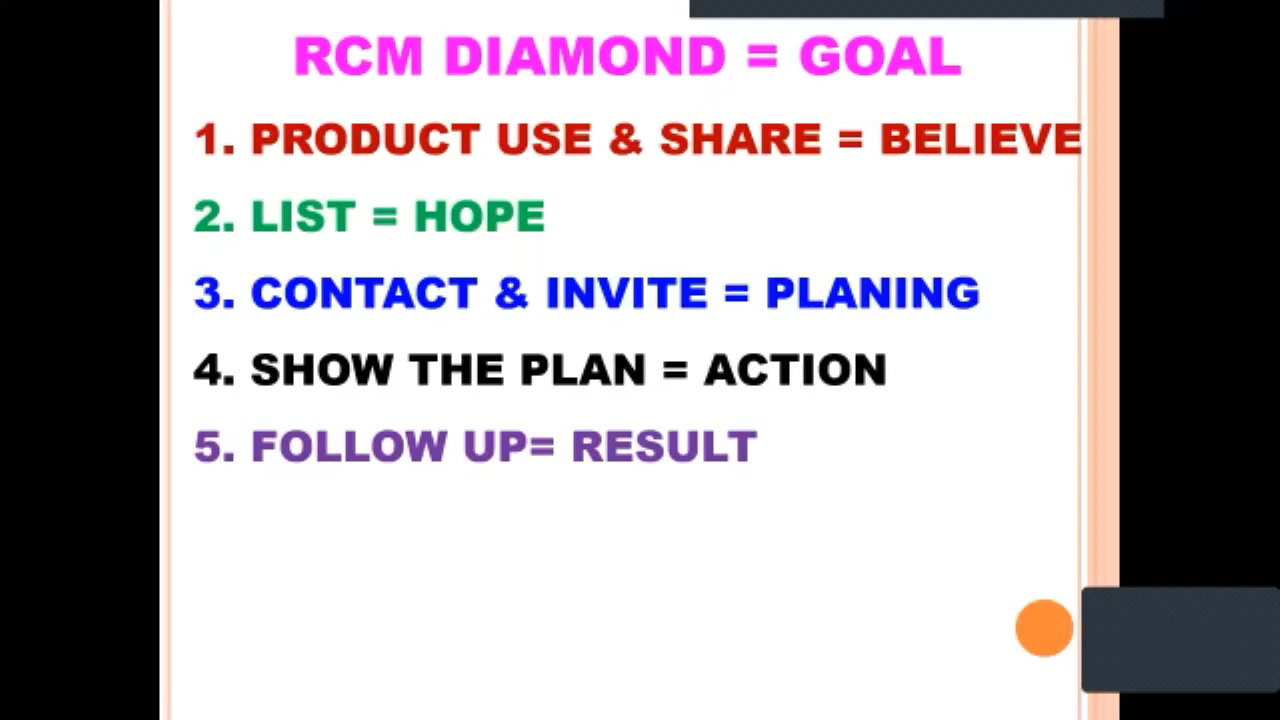 RCM DIAMOND = GOAL
1. PRODUCT USE & SHARE = BELIEVE
2. LIST = HOPE
3. CONTACT & INVITE = PLANING
4. SHOW THE PLAN = ACTION
5. FOLLOW UP= RESULT